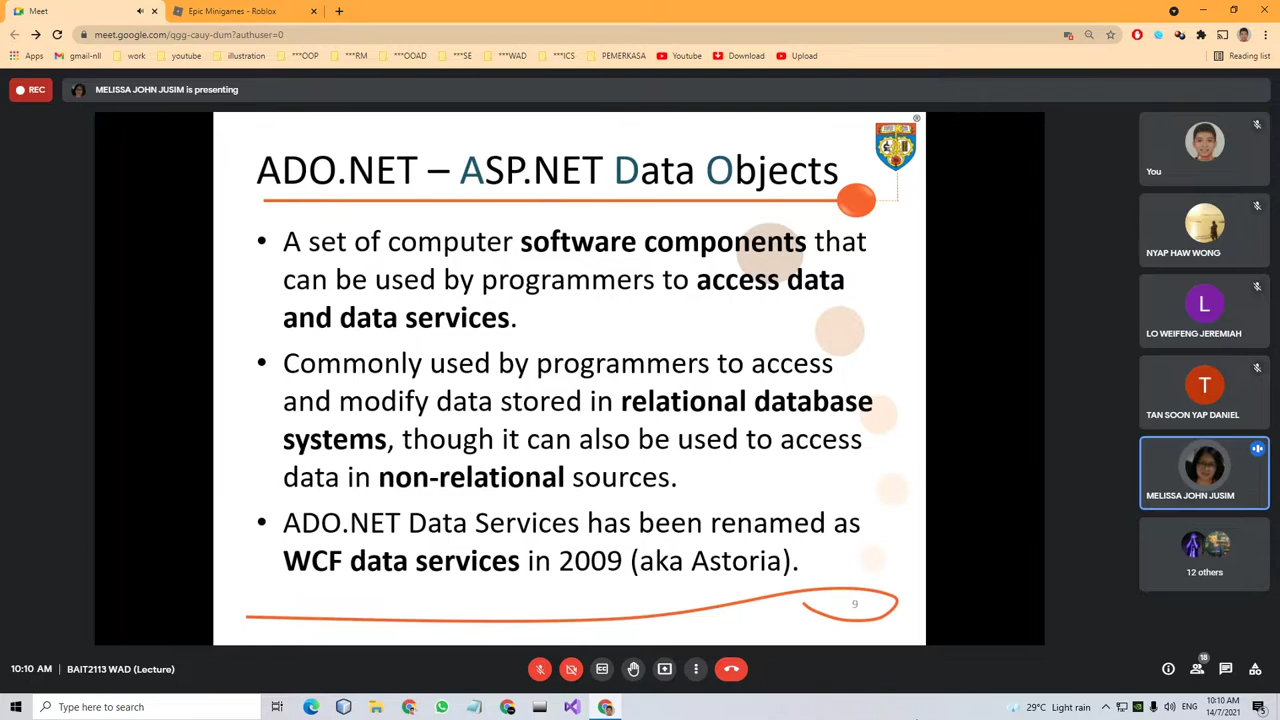 Meet
Epic Minigames - Roblox
meet.google.com/qgg-cauy-dum?authuser=0
Apps
gmail-nll
work
youtube
illustration
***OOP
***RM
***OOAD
***SE
***WAD
***ICS
PEMERKASA
Youtube
Download
Upload
Reading list
REC
MELISSA JOHN JUSIM is presenting
ADO.NET – ASP.NET Data Objects
®
• A set of computer software components that
can be used by programmers to access data
and data services.
• Commonly used by programmers to access
and modify data stored in relational database
systems, though it can also be used to access
data in non-relational sources.
• ADO.NET Data Services has been renamed as
WCF data services in 2009 (aka Astoria).
9
You
NYAP HAW WONG
L
LO WEIFENG JEREMIAH
T
TAN SOON YAP DANIEL
MELISSA JOHN JUSIM
12 others
10:10 AM
BAIT2113 WAD (Lecture)
18
Type here to search
29°C Light rain
10:10 AM
14/7/2021